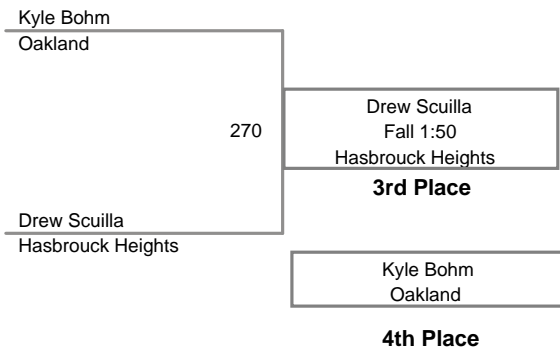 Kyle Bohm
Oakland
270
Drew Scuilla
Fall 1:50
Hasbrouck Heights
3rd Place
Drew Scuilla
Hasbrouck Heights
Kyle Bohm
Oakland
4th Place